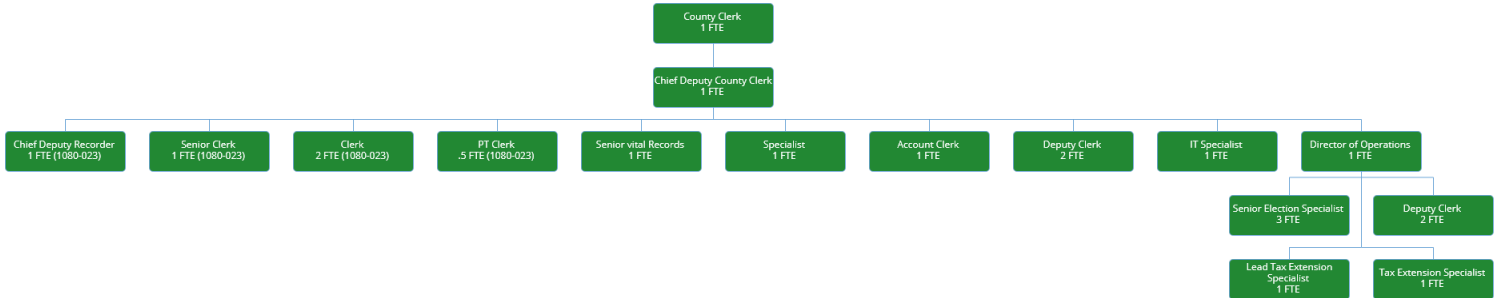 County Clerk
1 FTE
Chief Deputy County Clerk
1 FTE
Chief Deputy Recorder
1 FTE (1080-023)
Senior Clerk
1 FTE (1080-023)
Clerk
2 FTE (1080-023)
PT Clerk
.5 FTE (1080-023)
Senior vital Records
1 FTE
Specialist
1 FTE
Account Clerk
1 FTE
Deputy Clerk
2 FTE
IT Specialist
1 FTE
Director of Operations
1 FTE
Senior Election Specialist
3 FTE
Deputy Clerk
2 FTE
Lead Tax Extension
Specialist
1 FTE
Tax Extension Specialist
1 FTE